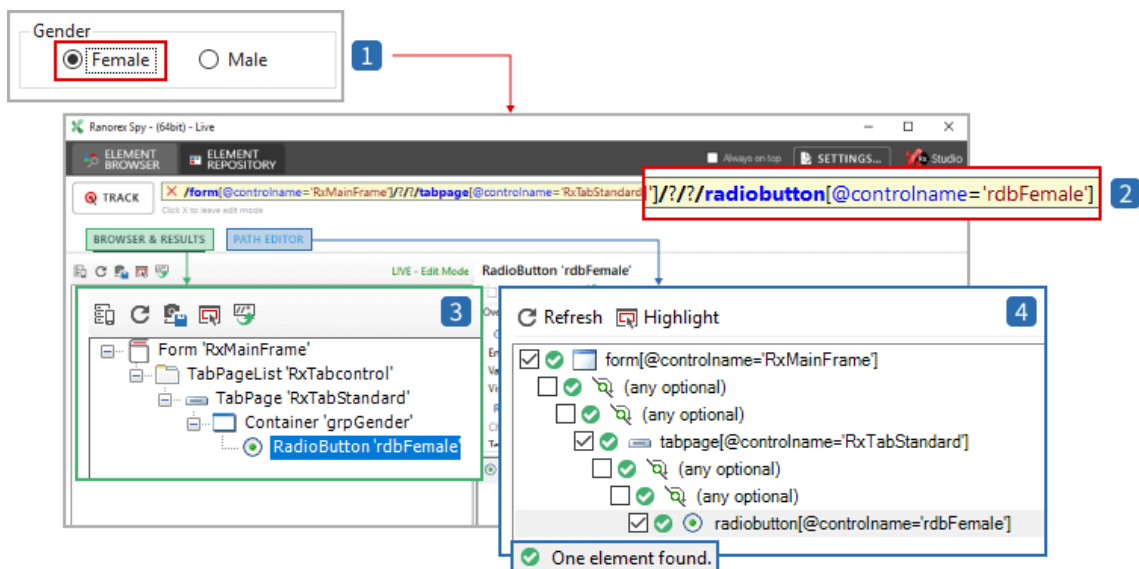 Gender
Female
Male
1
Ranorex Spy - (64bit) - Live
ELEMENT BROWSER
ELEMENT REPOSITORY
Always on top
SETTINGS...
Studio
TRACK
/form[@controlname='RxMainFrame']/?/?/tabpage[@controlname='RxTabStandard']/?/?/radiobutton[@controlname='rdbFemale']
2
Click X to leave edit mode
BROWSER & RESULTS
PATH EDITOR
LIVE - Edit Mode
RadioButton 'rdbFemale'
3
Form 'RxMainFrame'
TabPageList 'RxTabcontrol'
TabPage 'RxTabStandard'
Container 'grpGender'
RadioButton 'rdbFemale'
Refresh
Highlight
4
form[@controlname='RxMainFrame']
(any optional)
(any optional)
tabpage[@controlname='RxTabStandard']
(any optional)
(any optional)
radiobutton[@controlname='rdbFemale']
One element found.